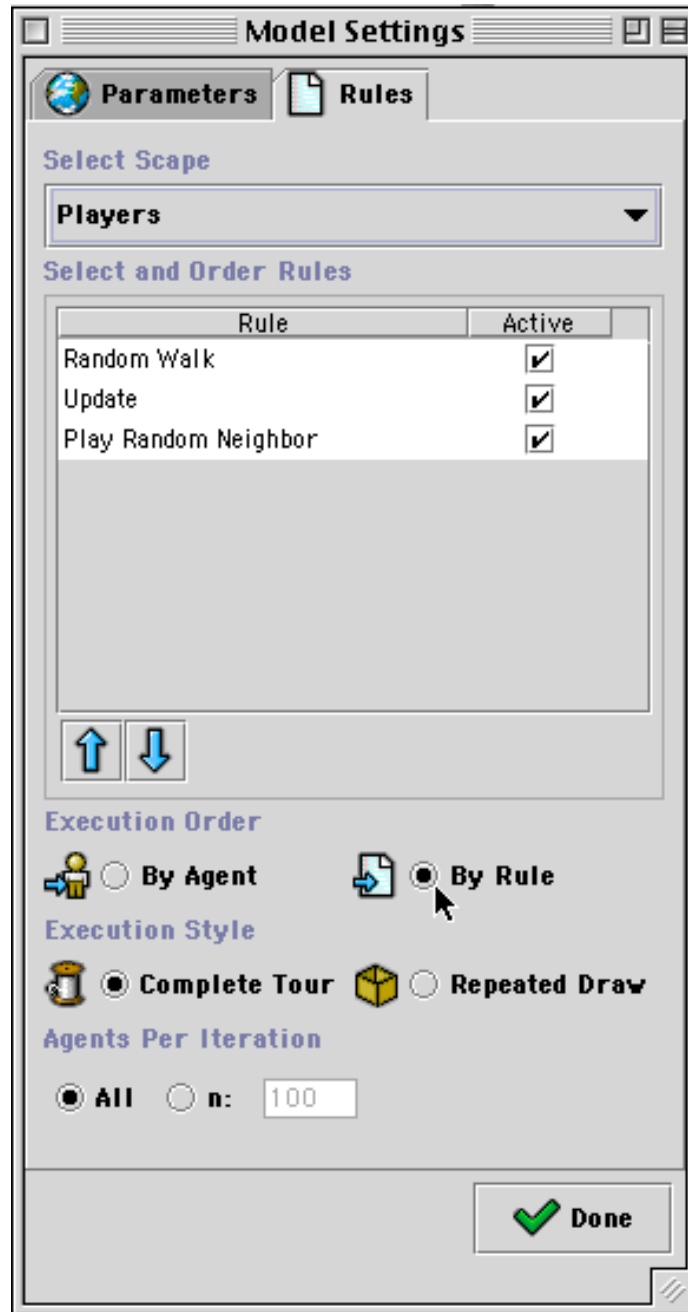 Model Settings
Parameters Rules
Select Scape
Players
Select and Order Rules
Rule Active
Random Walk
Update
Play Random Neighbor
Execution Order
By Agent By Rule
Execution Style
Complete Tour Repeated Draw
Agents Per Iteration
All n: 100
Done